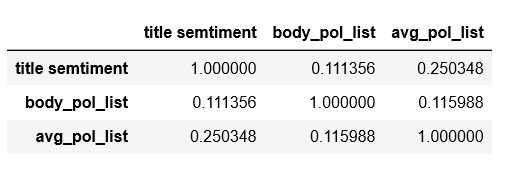 title semtiment body_pol_list avg_pol_list
title semtiment 1.000000 0.111356 0.250348
body_pol_list 0.111356 1.000000 0.115988
avg_pol_list 0.250348 0.115988 1.000000